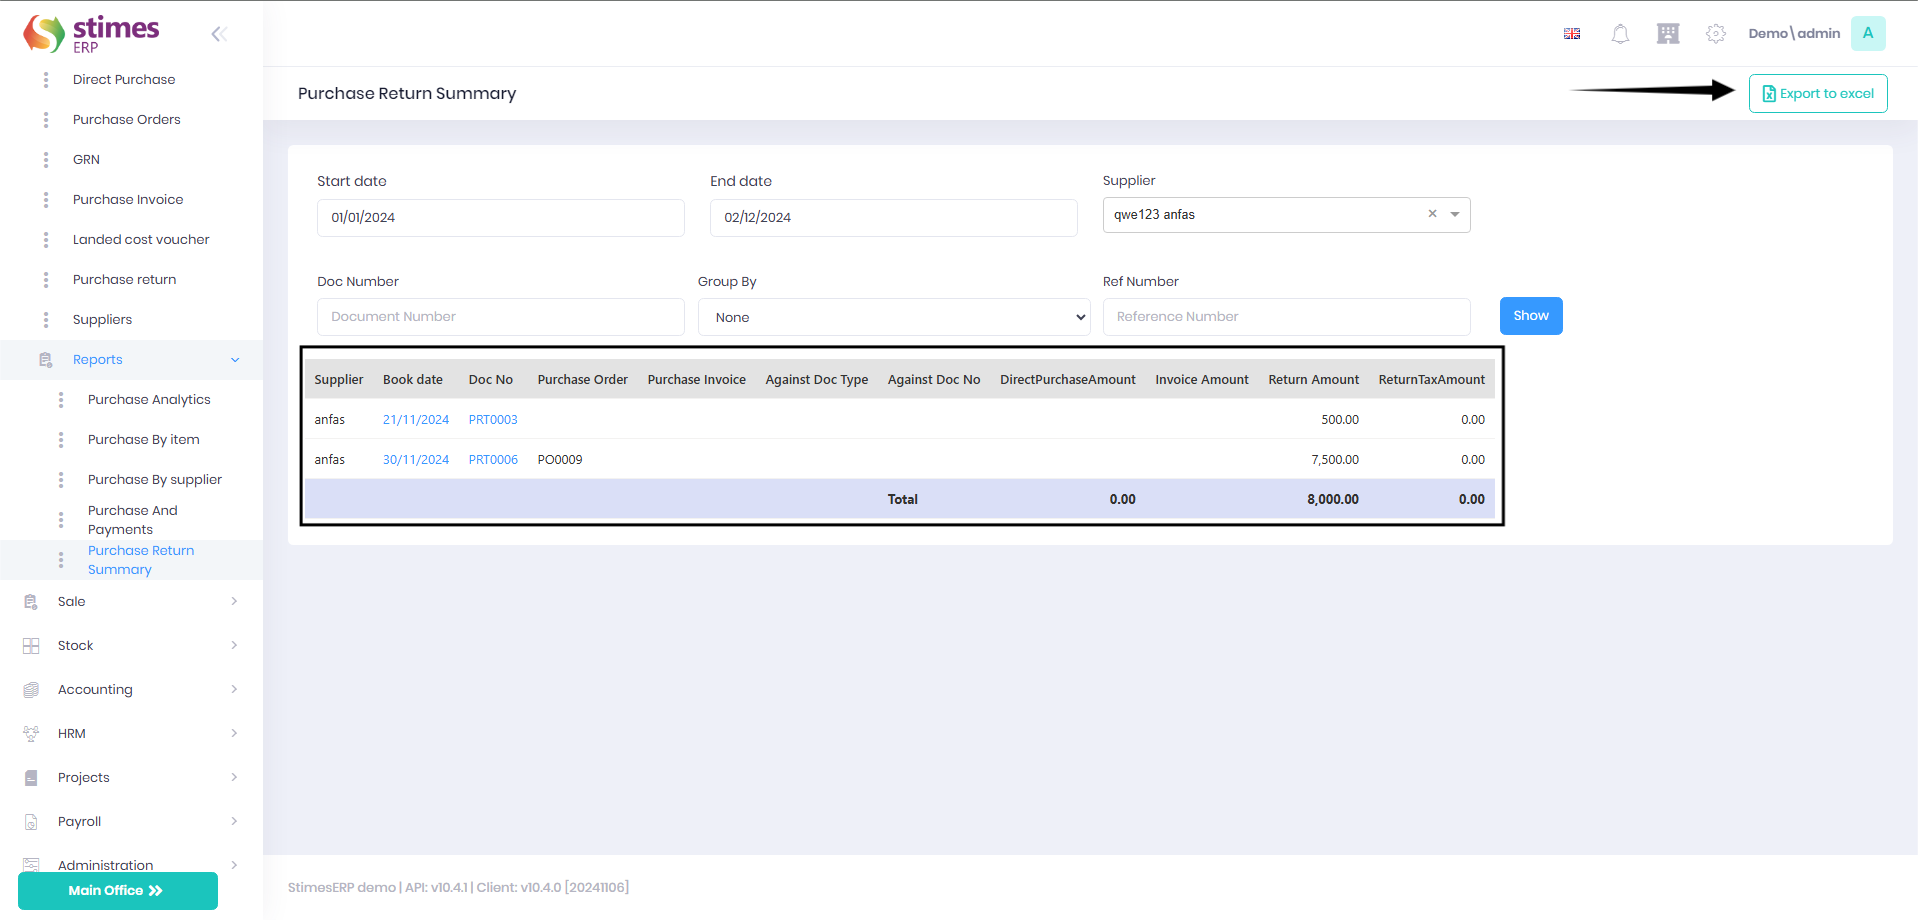 stimes
ERP
Demo\admin
A
Direct Purchase
Purchase Orders
GRN
Purchase Invoice
Landed cost voucher
Purchase return
Suppliers
Reports
Purchase Analytics
Purchase By item
Purchase By supplier
Purchase And
Payments
Purchase Return
Summary
Sale
Stock
Accounting
HRM
Projects
Payroll
Administration
Main Office
Purchase Return Summary
Export to excel
Start date End date Supplier
01/01/2024 02/12/2024 qwe123 anfas
Doc Number Group By Ref Number
Document Number None Reference Number Show
Supplier Book date Doc No Purchase Order Purchase Invoice Against Doc Type Against Doc No DirectPurchaseAmount Invoice Amount Return Amount ReturnTaxAmount
anfas 21/11/2024 PRT0003 500.00 0.00
anfas 30/11/2024 PRT0006 PO0009 7,500.00 0.00
Total 0.00 8,000.00 0.00
StimesERP demo | API: v10.4.1 | Client: v10.4.0 [20241106]